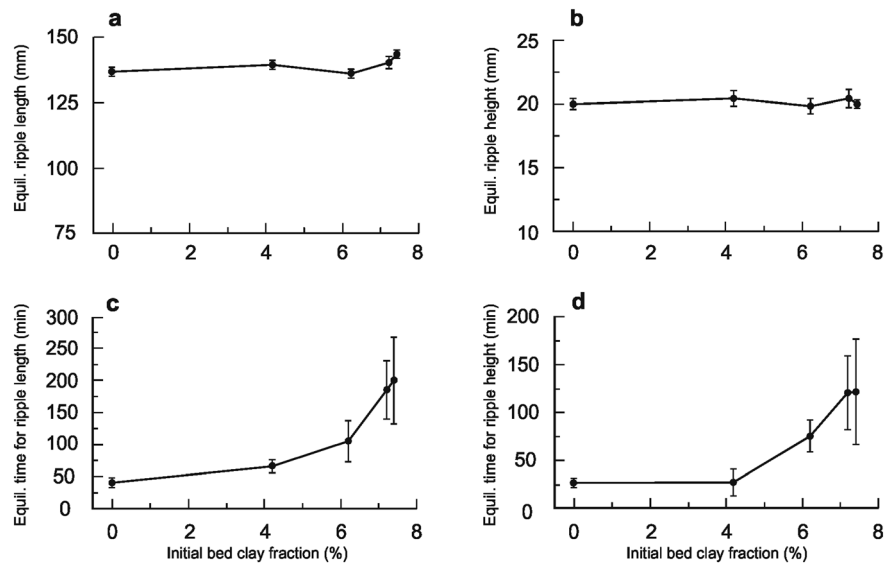 a
Equil. ripple length (mm)
150
125
100
75
0 2 4 6 8
b
Equil. ripple height (mm)
25
20
15
10
0 2 4 6 8
c
Equil. time for ripple length (min)
300
250
200
150
100
50
0
0 2 4 6 8
Initial bed clay fraction (%)
d
Equil. time for ripple height (min)
200
150
100
50
0
0 2 4 6 8
Initial bed clay fraction (%)